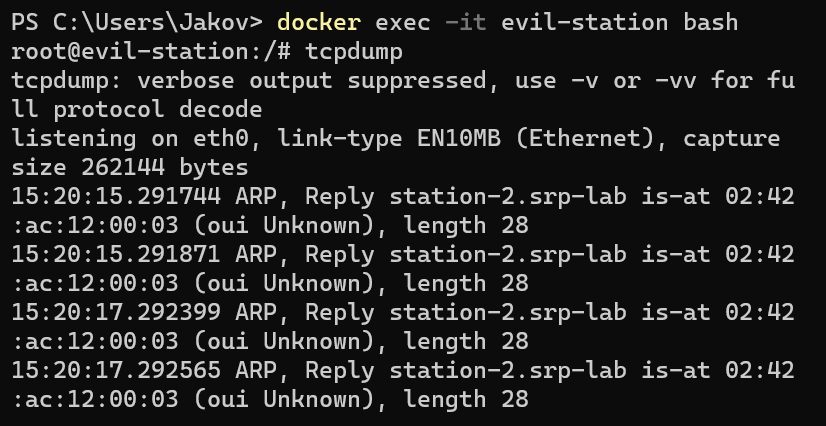 PS C:\Users\Jakov> docker exec -it evil-station bash
root@evil-station:/# tcpdump
tcpdump: verbose output suppressed, use -v or -vv for fu
ll protocol decode
listening on eth0, link-type EN10MB (Ethernet), capture
size 262144 bytes
15:20:15.291744 ARP, Reply station-2.srp-lab is-at 02:42
:ac:12:00:03 (oui Unknown), length 28
15:20:15.291871 ARP, Reply station-2.srp-lab is-at 02:42
:ac:12:00:03 (oui Unknown), length 28
15:20:17.292399 ARP, Reply station-2.srp-lab is-at 02:42
:ac:12:00:03 (oui Unknown), length 28
15:20:17.292565 ARP, Reply station-2.srp-lab is-at 02:42
:ac:12:00:03 (oui Unknown), length 28